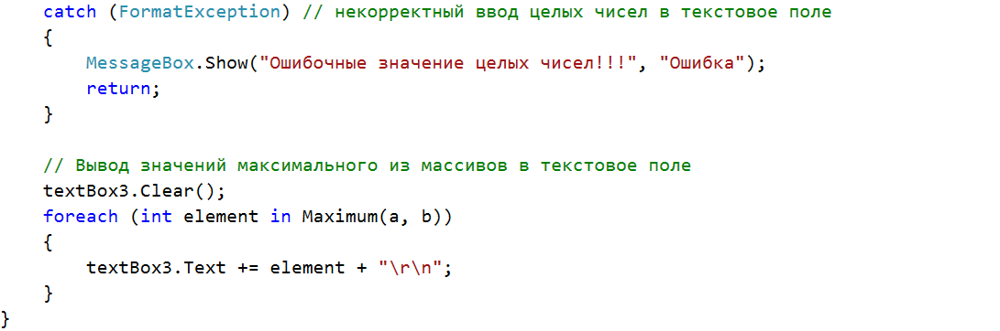 catch (FormatException) // некорректный ввод целых чисел в текстовое поле
{
MessageBox.Show("Ошибочные значение целых чисел!!!", "Ошибка");
return;
}
// Вывод значений максимального из массивов в текстовое поле
textBox3.Clear();
foreach (int element in Maximum(a, b))
{
textBox3.Text += element + "\r\n";
}
}